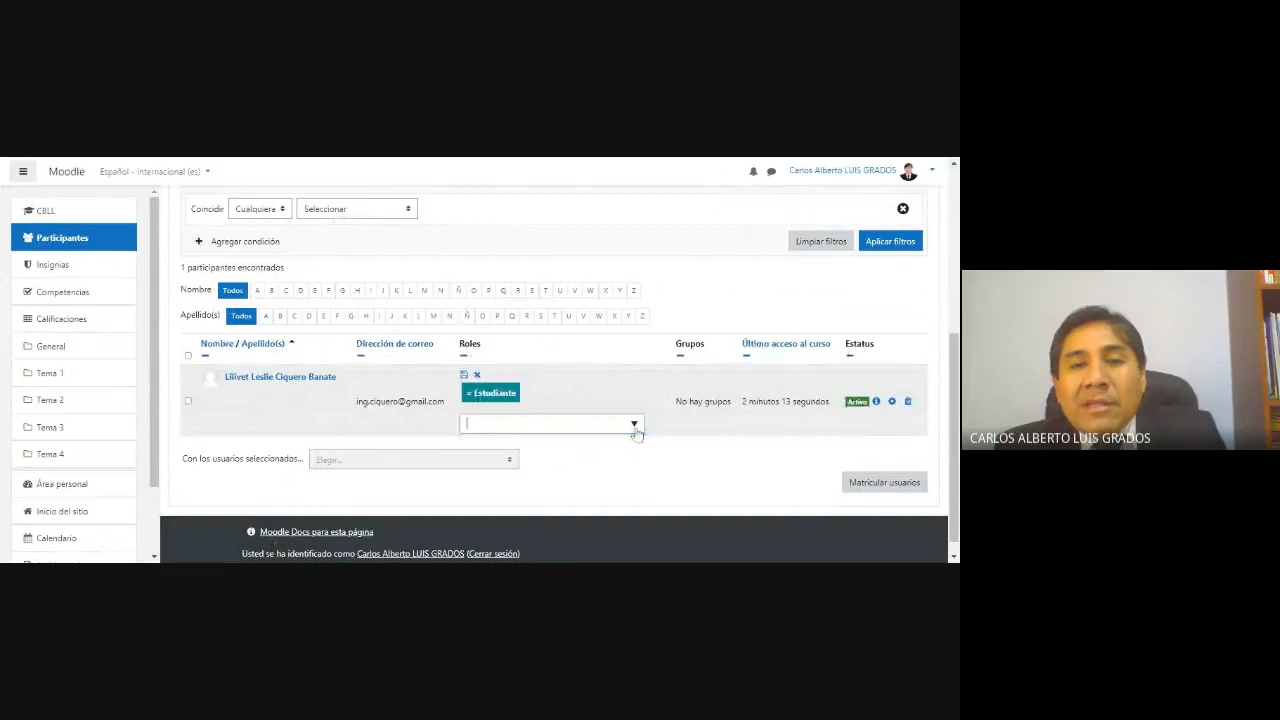 Moodle Español - Internacional (es)
Carlos Alberto LUIS GRADOS
CBLL
Participantes
Insignias
Competencias
Calificaciones
General
Tema 1
Tema 2
Tema 3
Tema 4
Área personal
Inicio del sitio
Calendario
Coincidir Cualquiera Seleccionar
Agregar condición
Limpiar filtros Aplicar filtros
1 participantes encontrados
Nombre Todos A B C D E F G H I J K L M N Ñ O P Q R S T U V W X Y Z
Apellido(s) Todos A B C D E F G H I J K L M N Ñ O P Q R S T U V W X Y Z
Nombre / Apellido(s) Dirección de correo Roles Grupos Último acceso al curso Estatus
Lilivet Leslie Ciquero Banate
× Estudiante
ing.ciquero@gmail.com No hay grupos 2 minutos 13 segundos Activo
Con los usuarios seleccionados... Elegir...
Matricular usuarios
Moodle Docs para esta página
Usted se ha identificado como Carlos Alberto LUIS GRADOS (Cerrar sesión)
CARLOS ALBERTO LUIS GRADOS